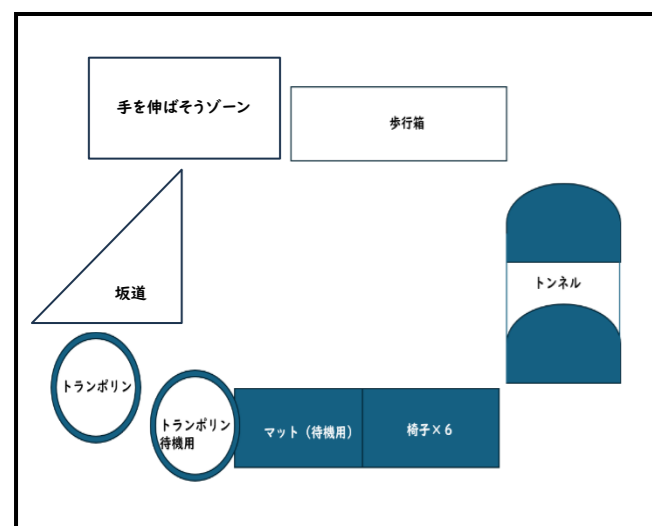 手を伸ばそうゾーン
歩行箱
トンネル
坂道
トランポリン
トランポリン
待機用
マット（待機用）
椅子×６